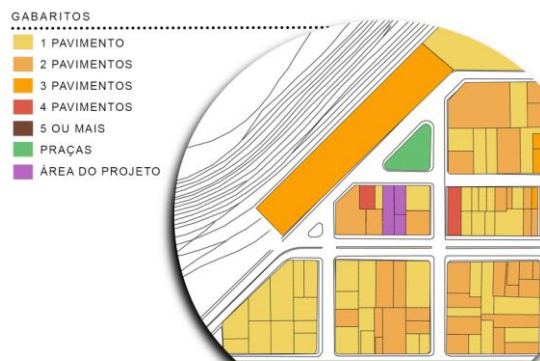 GABARITOS
1 PAVIMENTO
2 PAVIMENTOS
3 PAVIMENTOS
4 PAVIMENTOS
5 OU MAIS
PRAÇAS
ÁREA DO PROJETO